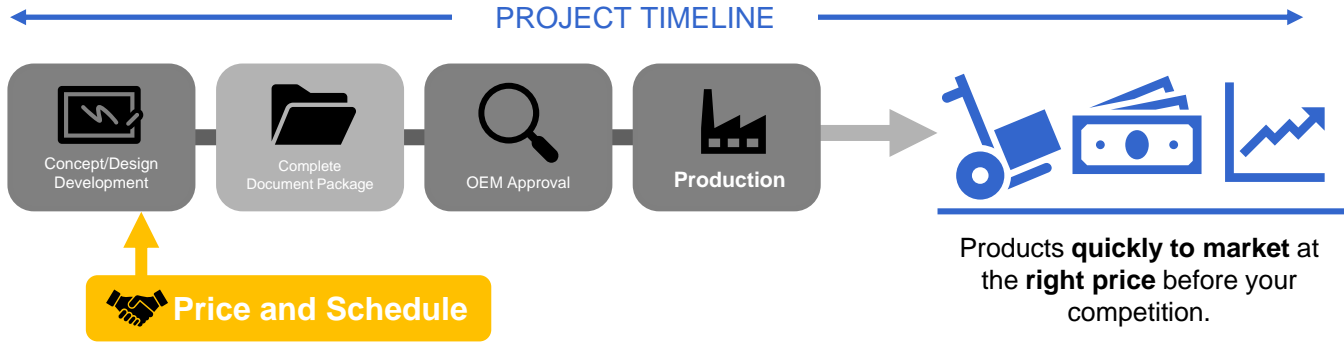 PROJECT TIMELINE
Concept/Design
Development
Complete
Document Package
OEM Approval
Production
Price and Schedule
Products quickly to market at
the right price before your
competition.